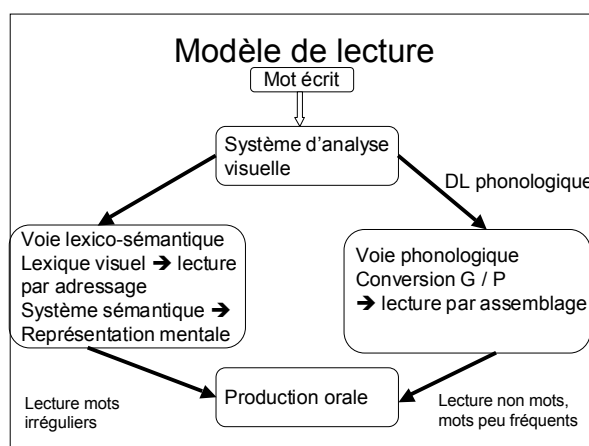 Modèle de lecture
Mot écrit
Système d'analyse
visuelle
DL phonologique
Voie lexico-sémantique
Lexique visuel ➔ lecture
par adressage
Système sémantique ➔
Représentation mentale
Voie phonologique
Conversion G / P
➔ lecture par assemblage
Production orale
Lecture mots
irréguliers
Lecture non mots,
mots peu fréquents